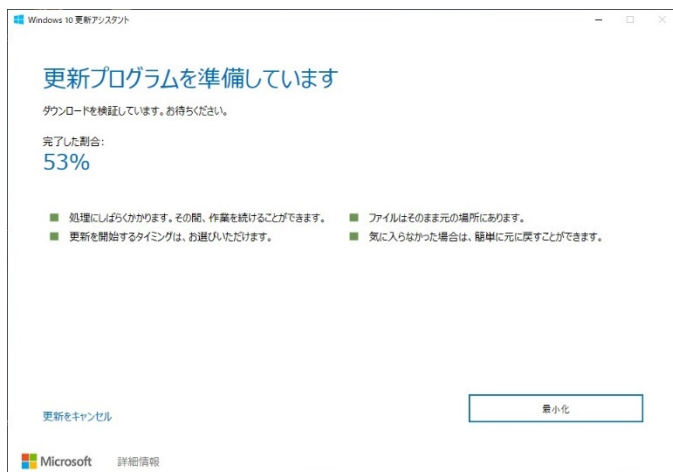 Windows 10 更新アシスタント
更新プログラムを準備しています
ダウンロードを検証しています。お待ちください。
完了した割合:
53%
処理にしばらくかかります。その間、作業を続けることができます。
ファイルはそのまま元の場所にあります。
更新を開始するタイミングは、お選びいただけます。
気に入らなかった場合は、簡単に元に戻すことができます。
更新をキャンセル
最小化
Microsoft 詳細情報